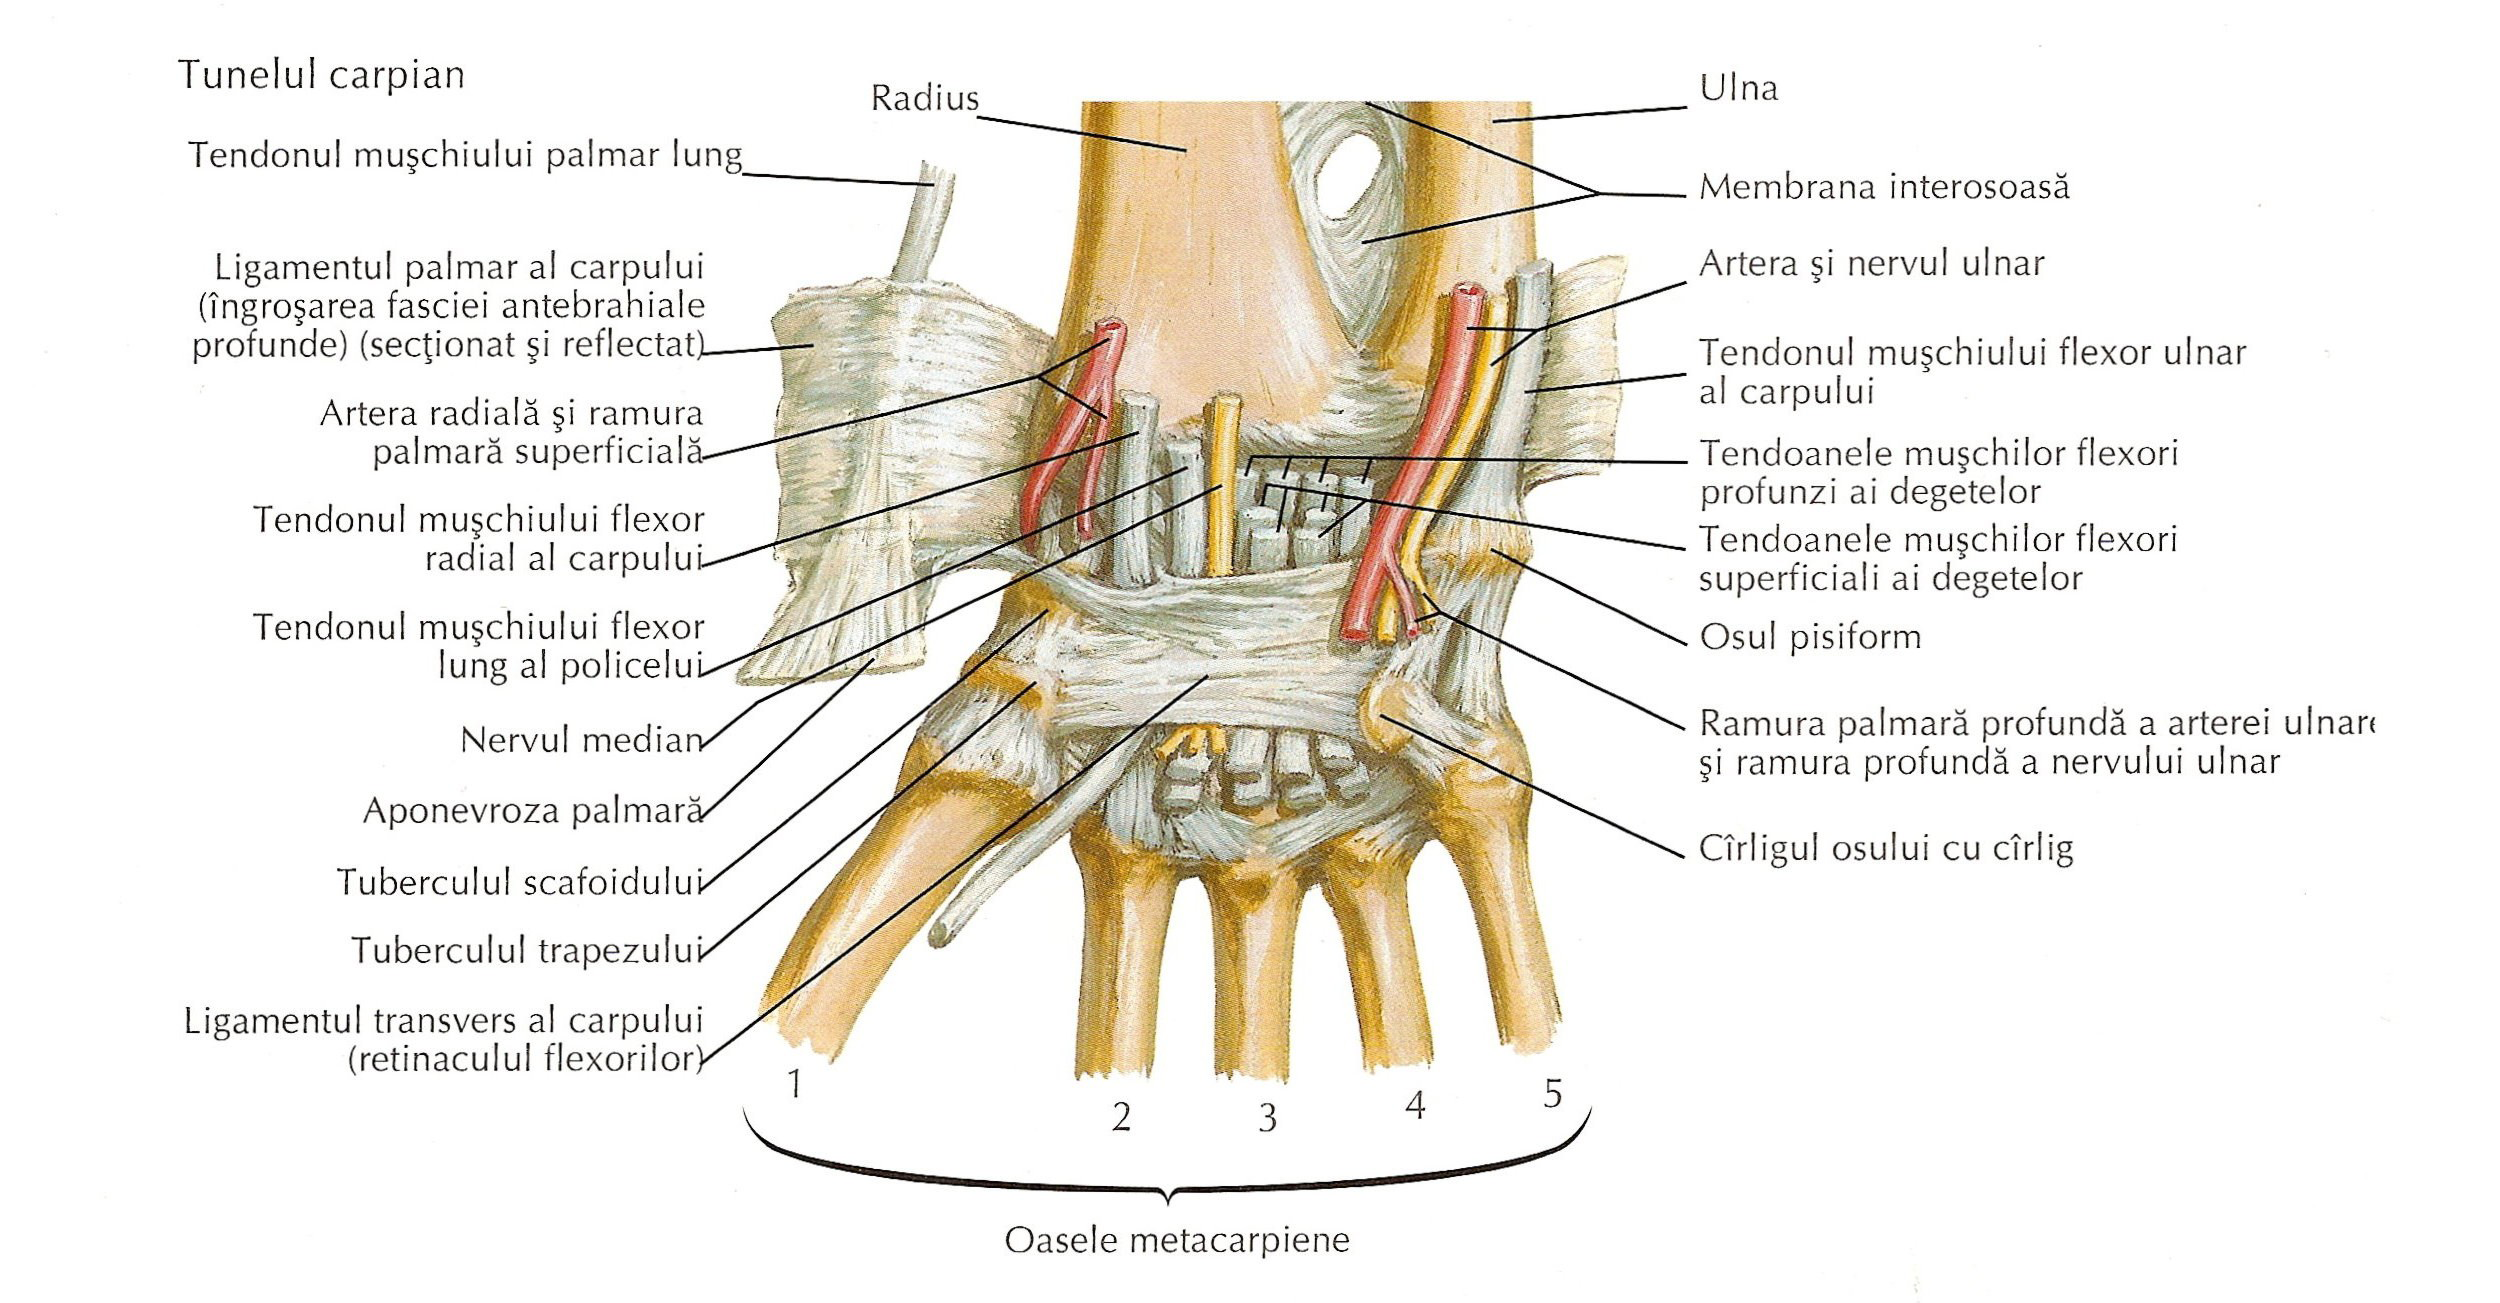 Tunelul carpian
Radius
Ulna
Tendonul muşchiului palmar lung
Membrana interosoasă
Ligamentul palmar al carpului
(îngroşarea fasciei antebrahiale
profunde) (secţionat şi reflectat)
Artera şi nervul ulnar
Tendonul muşchiului flexor ulnar
al carpului
Artera radială şi ramura
palmară superficială
Tendoanele muşchilor flexori
profunzi ai degetelor
Tendonul muşchiului flexor
radial al carpului
Tendoanele muşchilor flexori
superficiali ai degetelor
Tendonul muşchiului flexor
lung al policelui
Osul pisiform
Nervul median
Ramura palmară profundă a arterei ulnare
şi ramura profundă a nervului ulnar
Aponevroza palmară
Cîrligul osului cu cîrlig
Tuberculul scafoidului
Tuberculul trapezului
Ligamentul transvers al carpului
(retinaculul flexorilor)
1
2
3
4
5
Oasele metacarpiene